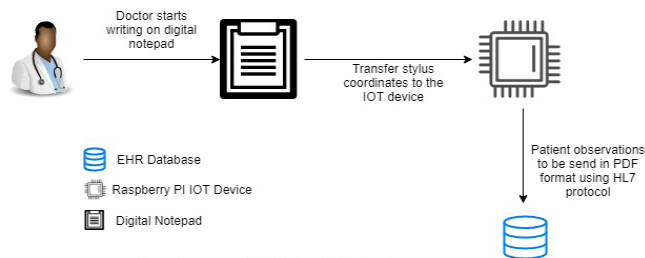 Doctor starts
writing on digital
notepad
Transfer stylus
coordinates to the
IOT device
Patient observations
to be send in PDF
format using HL7
protocol
EHR Database
Raspberry PI IOT Device
Digital Notepad